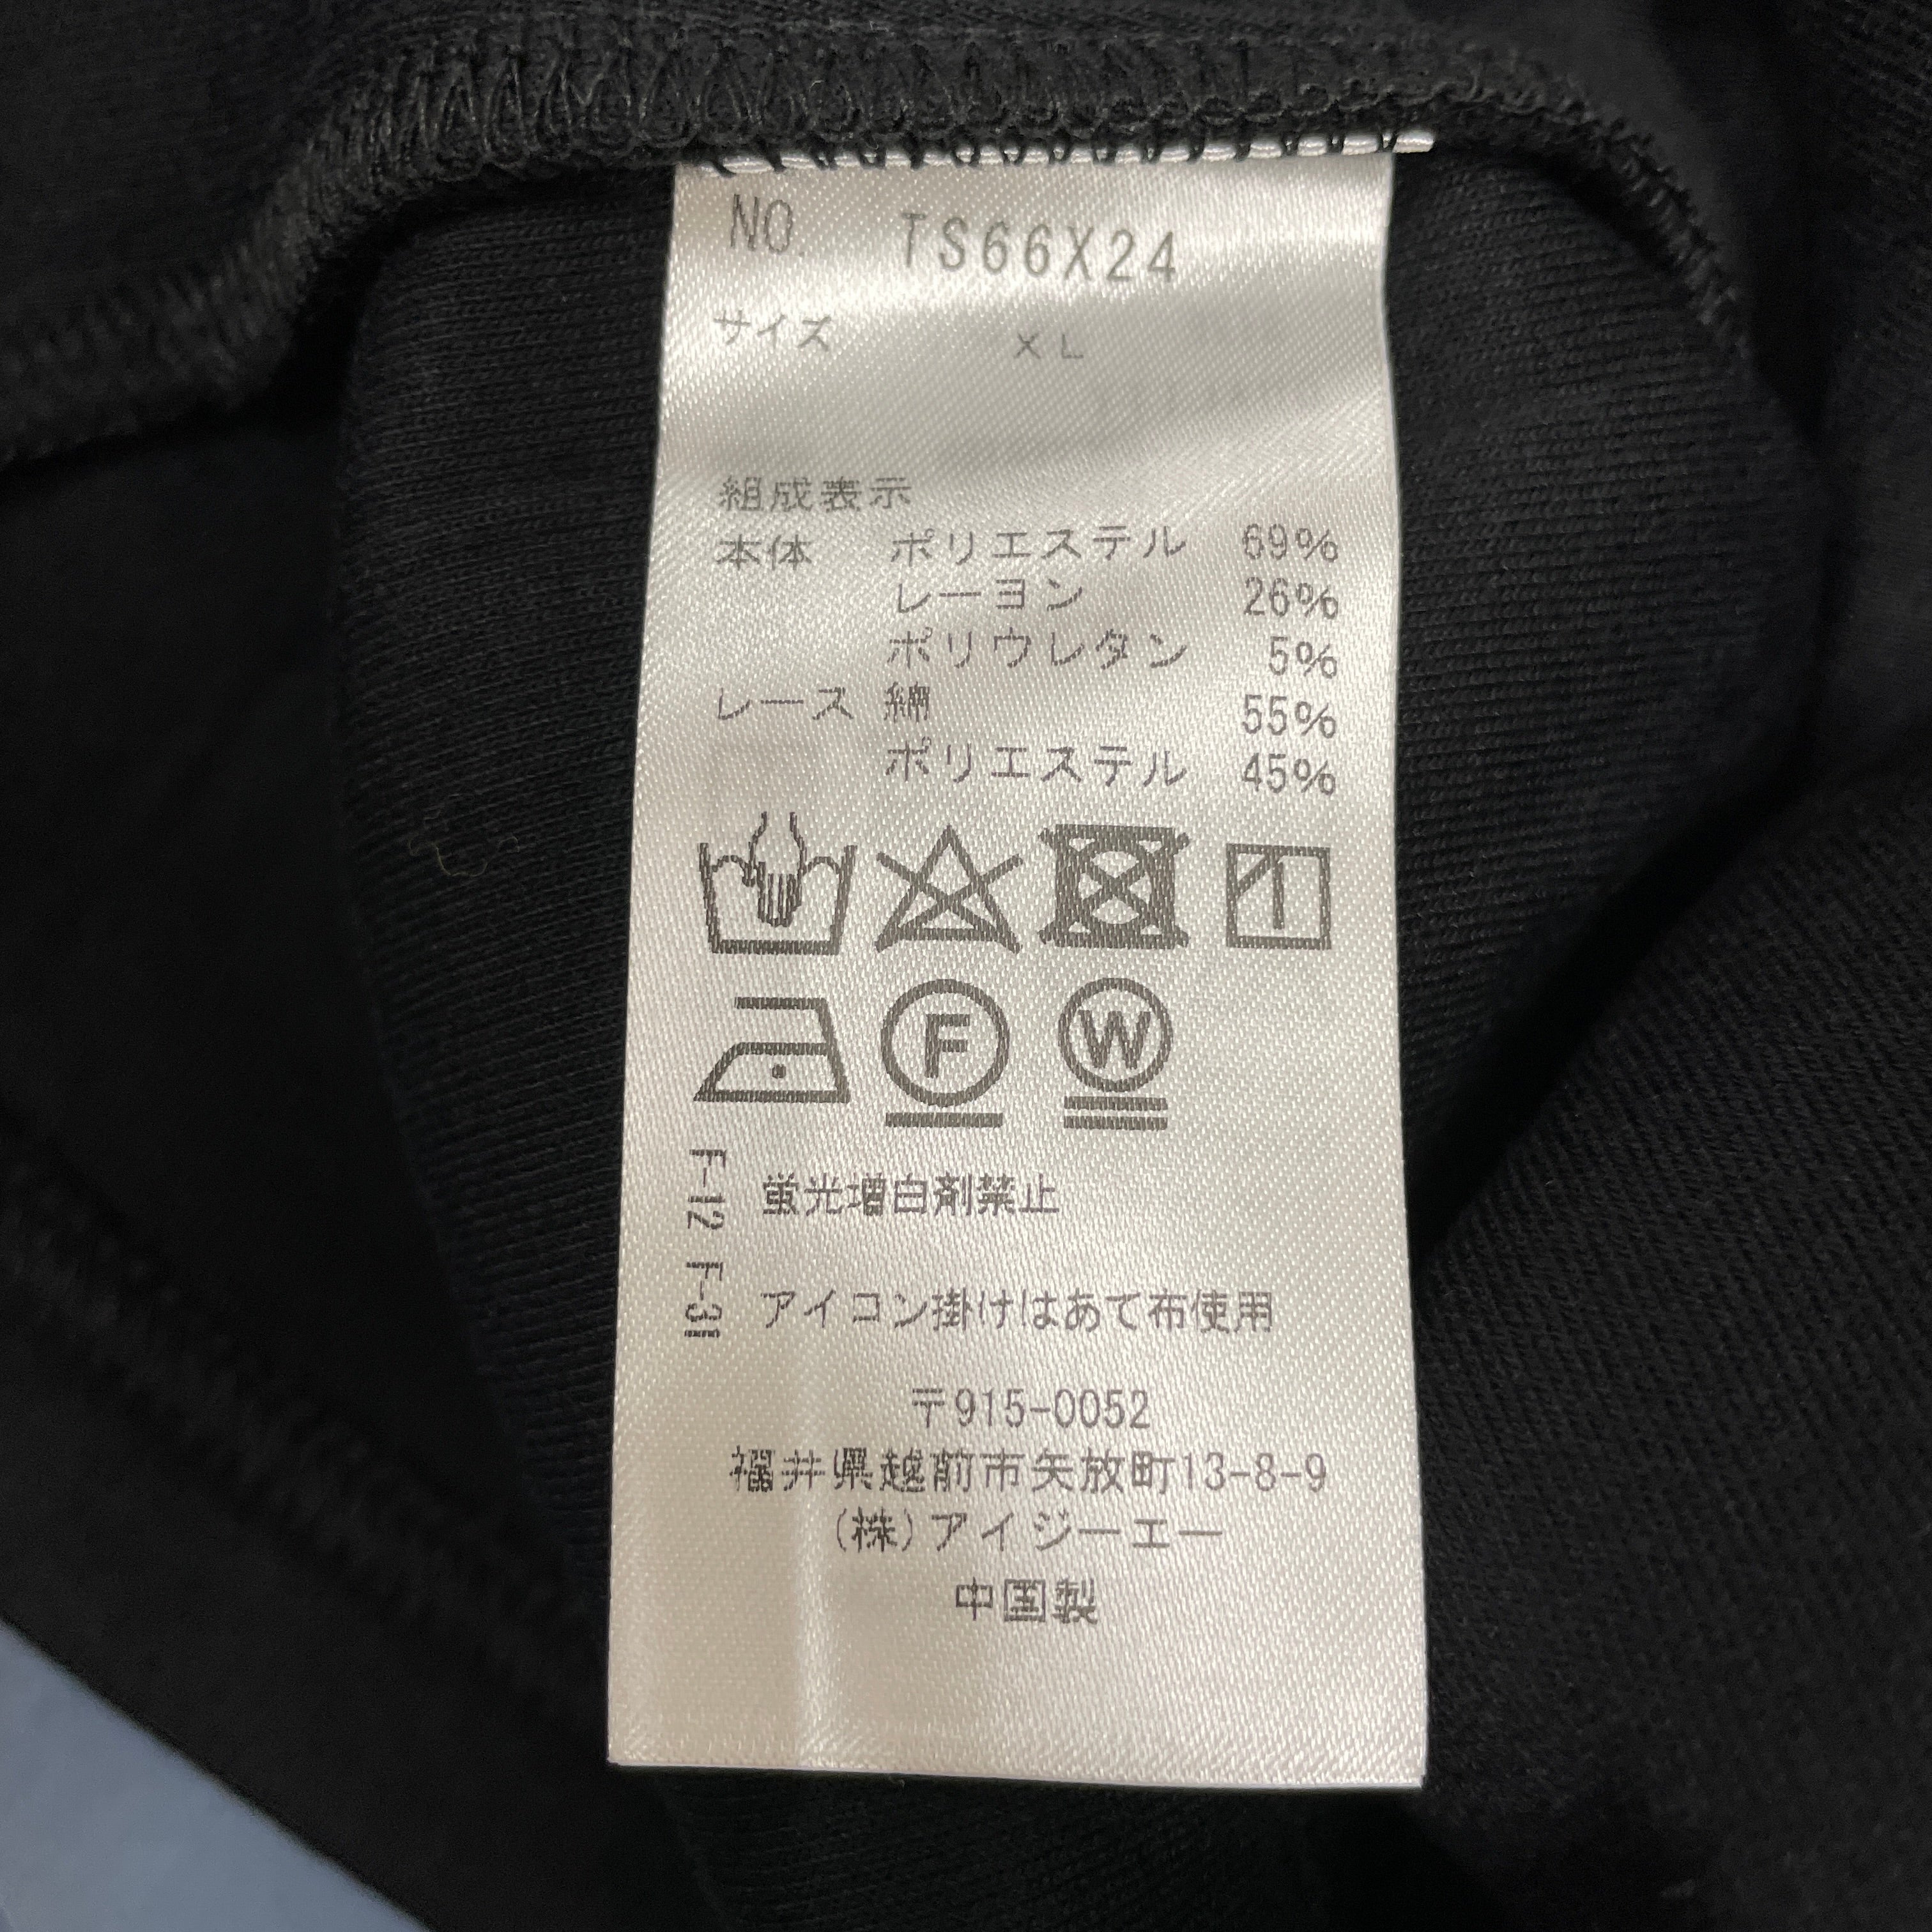 NO. TS66X24
サイズ XL
組成表示
本体 ポリエステル 69%
レーヨン 26%
ポリウレタン 5%
レース 綿 55%
ポリエステル 45%
1
F W
F-12 蛍光増白剤禁止
F-31 アイコン掛けはあて布使用
〒915-0052
福井県越前市矢放町13-8-9
(株)アイジーエー
中国製